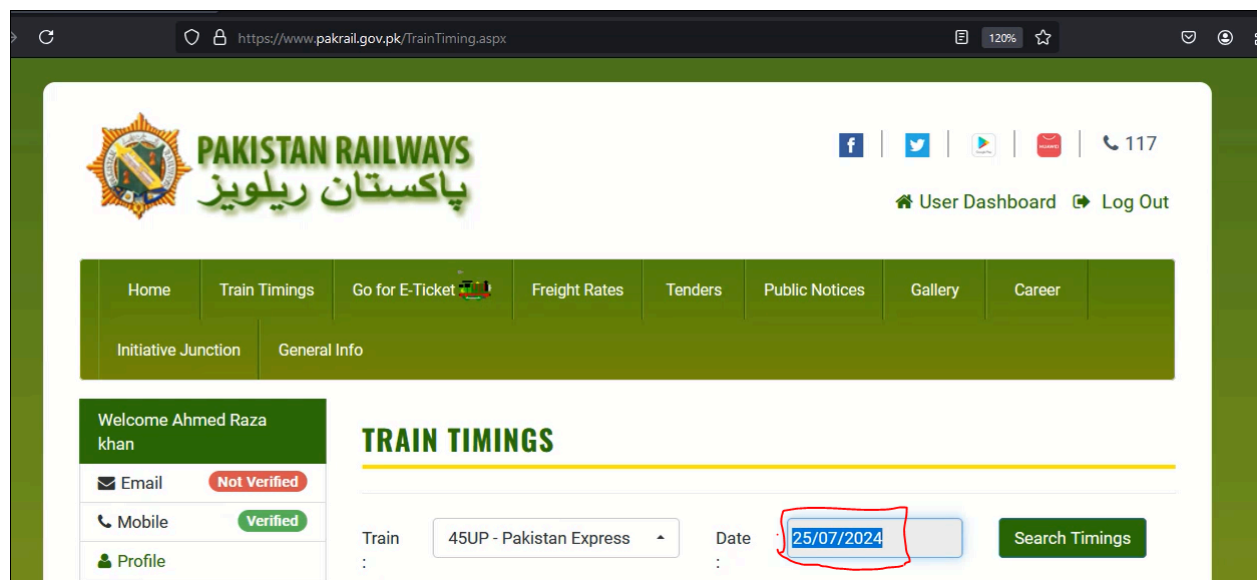 https://www.pakrail.gov.pk/TrainTiming.aspx
120%
PAKISTAN RAILWAYS
پاکستان ریلویز
117
User Dashboard Log Out
Home Train Timings Go for E-Ticket Freight Rates Tenders Public Notices Gallery Career
Initiative Junction General Info
Welcome Ahmed Raza
khan
Email Not Verified
Mobile Verified
Profile
TRAIN TIMINGS
Train
:
45UP - Pakistan Express
Date
:
25/07/2024
Search Timings